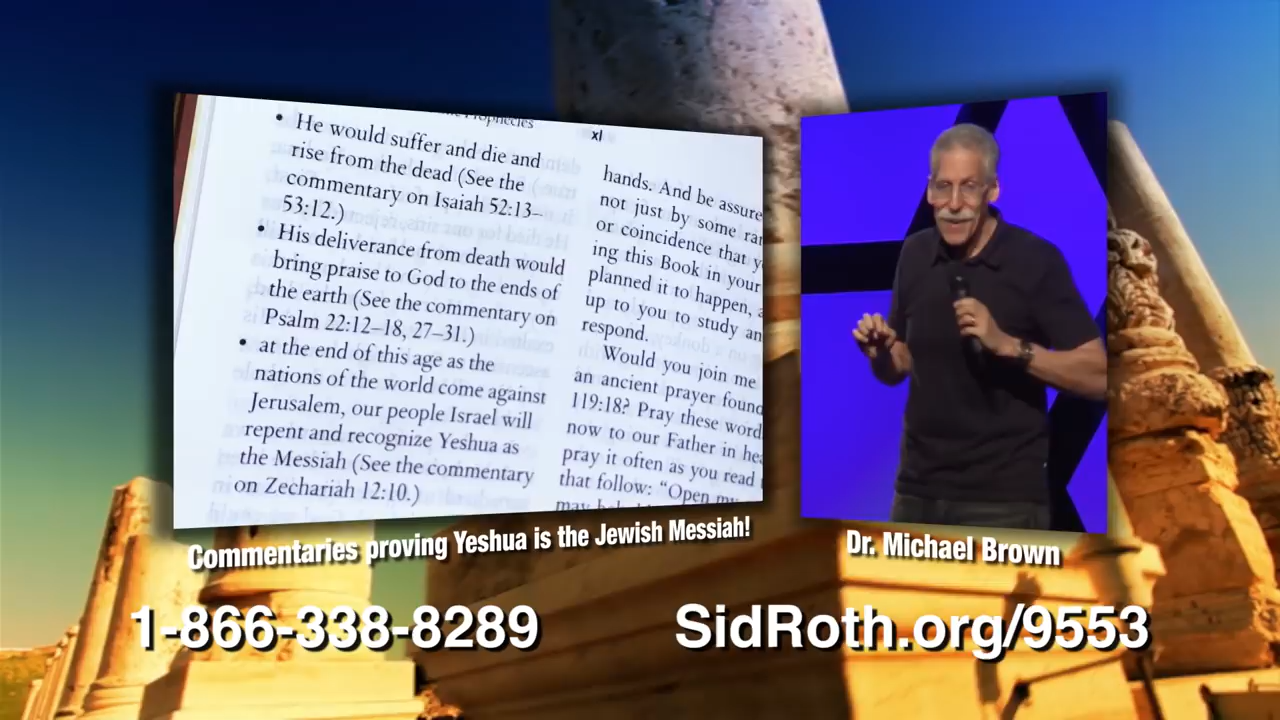 Prophecies
• He would suffer and die and
rise from the dead (See the
commentary on Isaiah 52:13–
53:12.)
• His deliverance from death would
bring praise to God to the ends of
the earth (See the commentary on
Psalm 22:12–18, 27–31.)
• at the end of this age as the
nations of the world come against
Jerusalem, our people Israel will
repent and recognize Yeshua as
the Messiah (See the commentary
on Zechariah 12:10.)
xl
hands. And be assure
not just by some
or coincidence that
ing this Book in your
planned it to happen,
up to you to study an
respond.
Would you join me
an ancient prayer found
119:18? Pray these word
now to our Father in hea
pray it often as you read
that follow: “Open my
may
Commentaries proving Yeshua is the Jewish Messiah!
Dr. Michael Brown
1-866-338-8289
SidRoth.org/9553